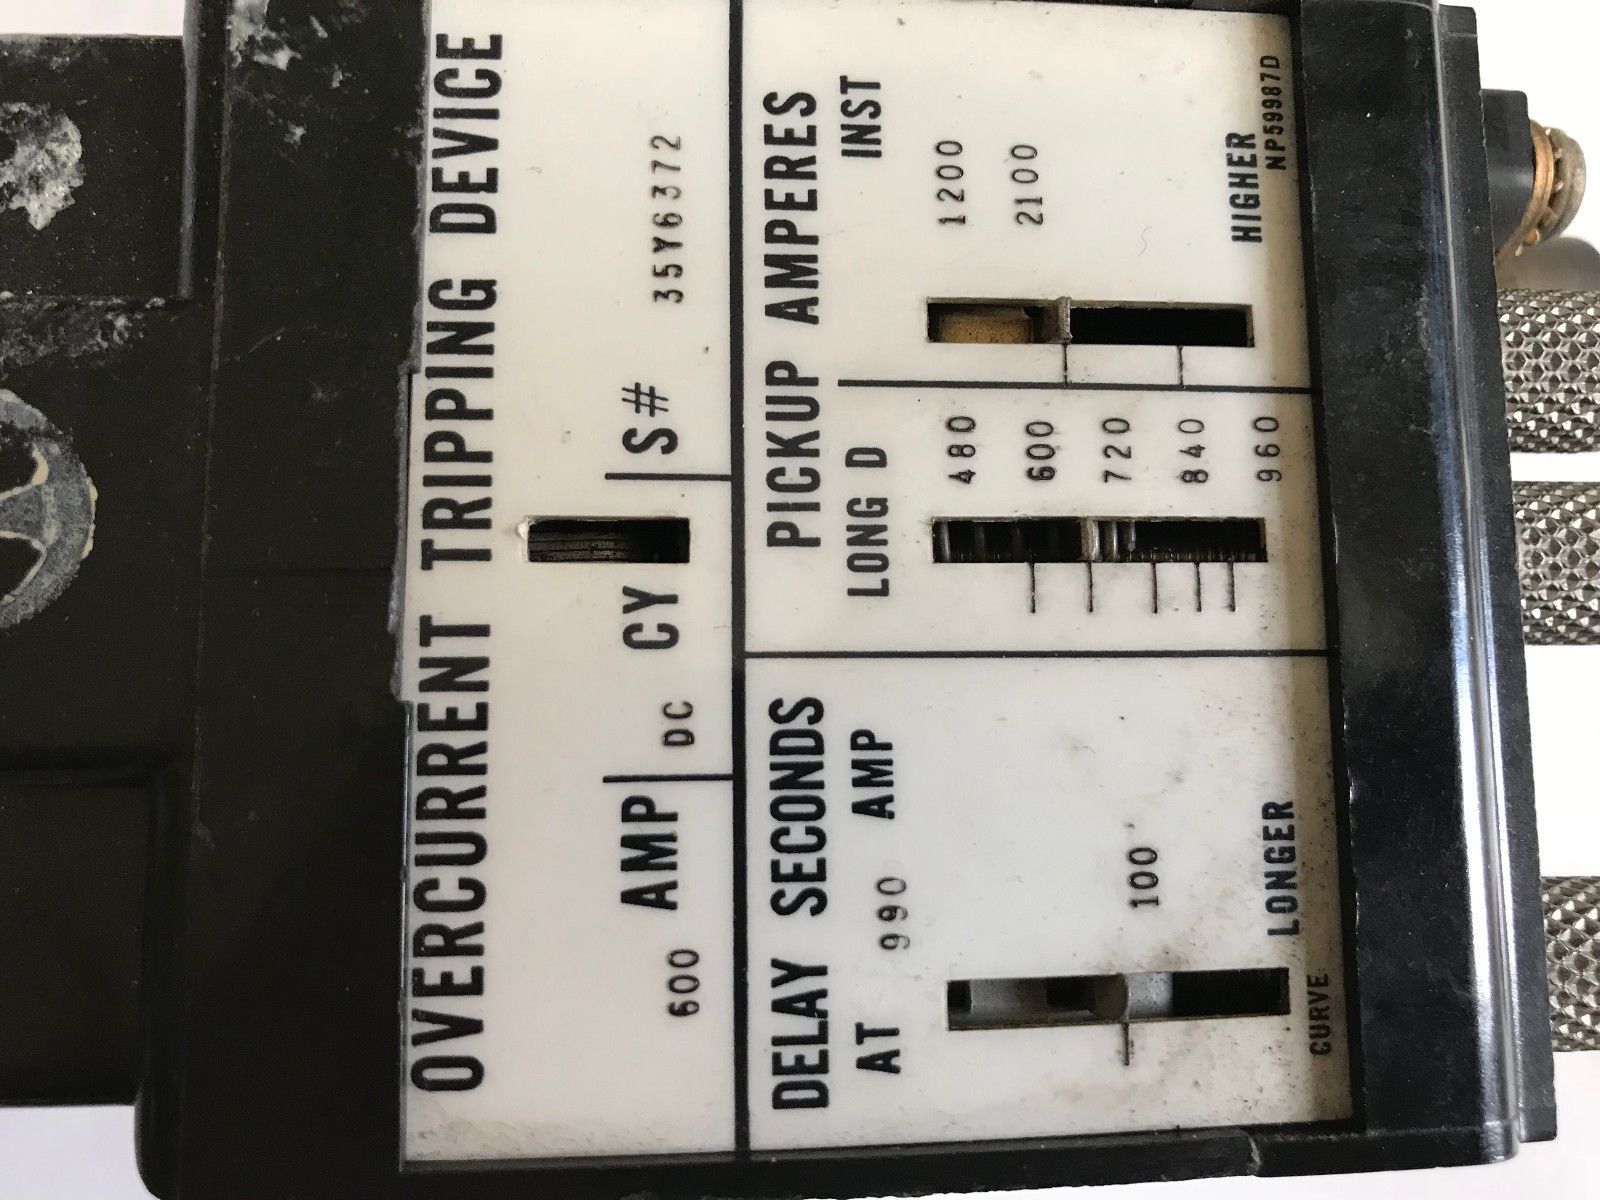 OVERCURRENT TRIPPING DEVICE
600 AMP DC CY S# 35Y6372
DELAY SECONDS
AT 990 AMP
100
LONGER
CURVE
PICKUP AMPERES
LONG D
480
600
720
840
960
INST
1200
2100
HIGHER
NP59987D